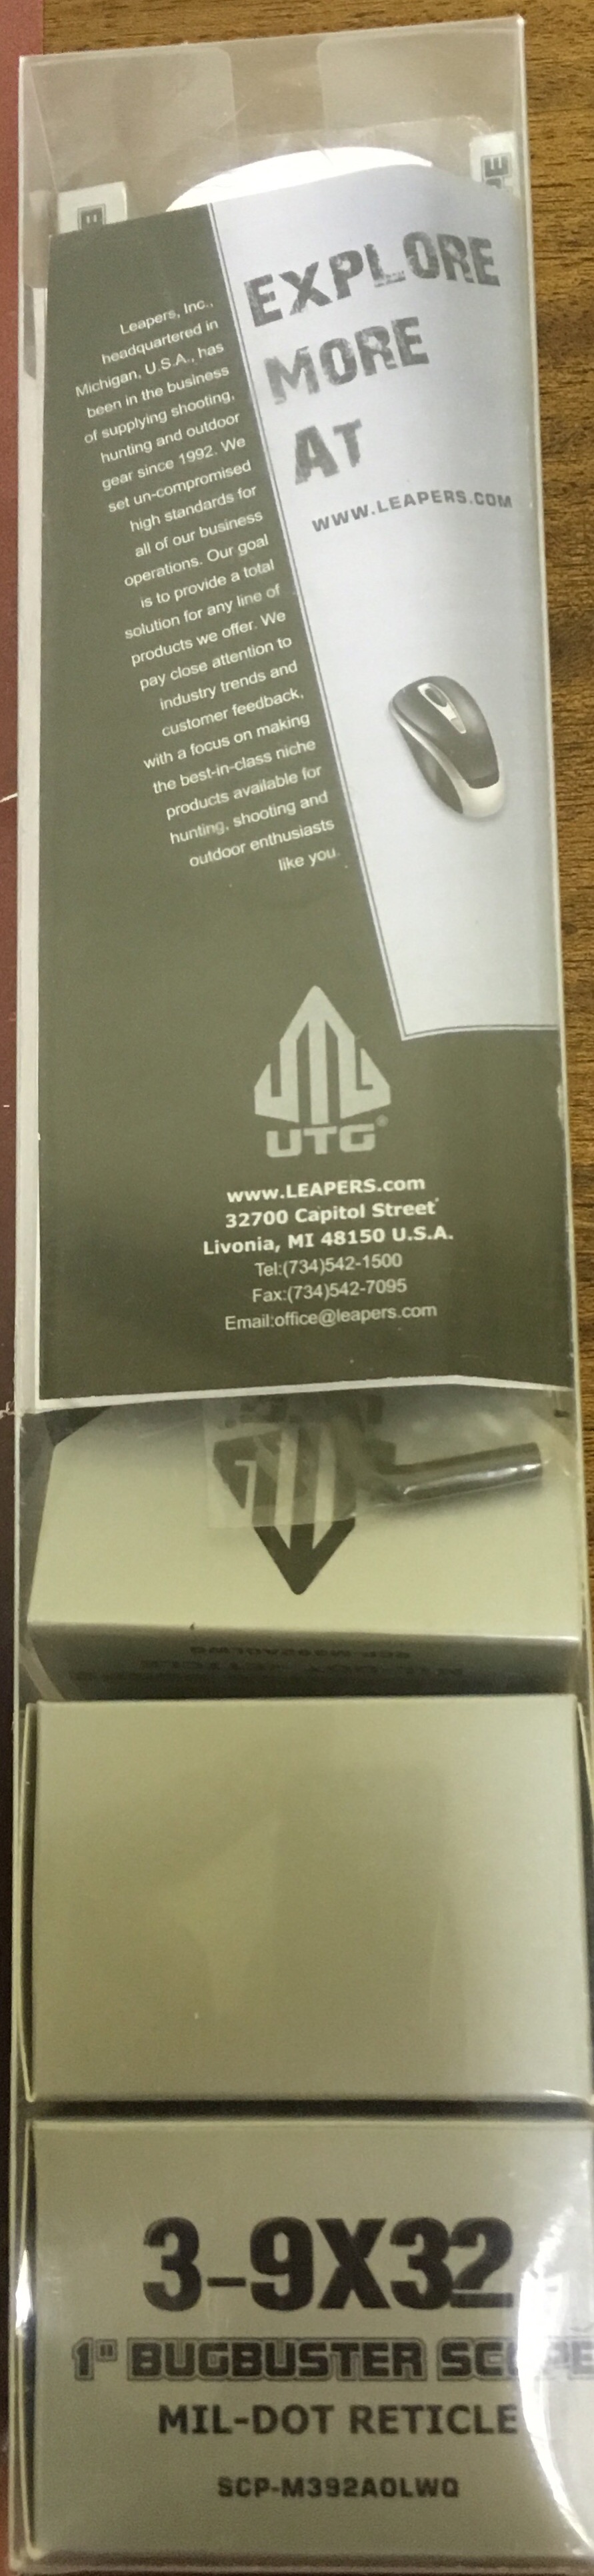 EXPLORE
MORE
AT
WWW.LEAPERS.COM
Leapers, Inc.,
headquartered in
Michigan, U.S.A., has
been in the business
of supplying shooting,
hunting and outdoor
gear since 1992. We
set un-compromised
high standards for
all of our business
operations. Our goal
is to provide a total
solution for any line of
products we offer. We
pay close attention to
industry trends and
customer feedback,
with a focus on making
the best-in-class niche
products available for
hunting, shooting and
outdoor enthusiasts
like you.
UTG®
www.LEAPERS.com
32700 Capitol Street
Livonia, MI 48150 U.S.A.
Tel:(734)542-1500
Fax:(734)542-7095
Email:office@leapers.com
3-9X32
1" BUGBUSTER SCOPE
MIL-DOT RETICLE
SCP-M392AOLWQ